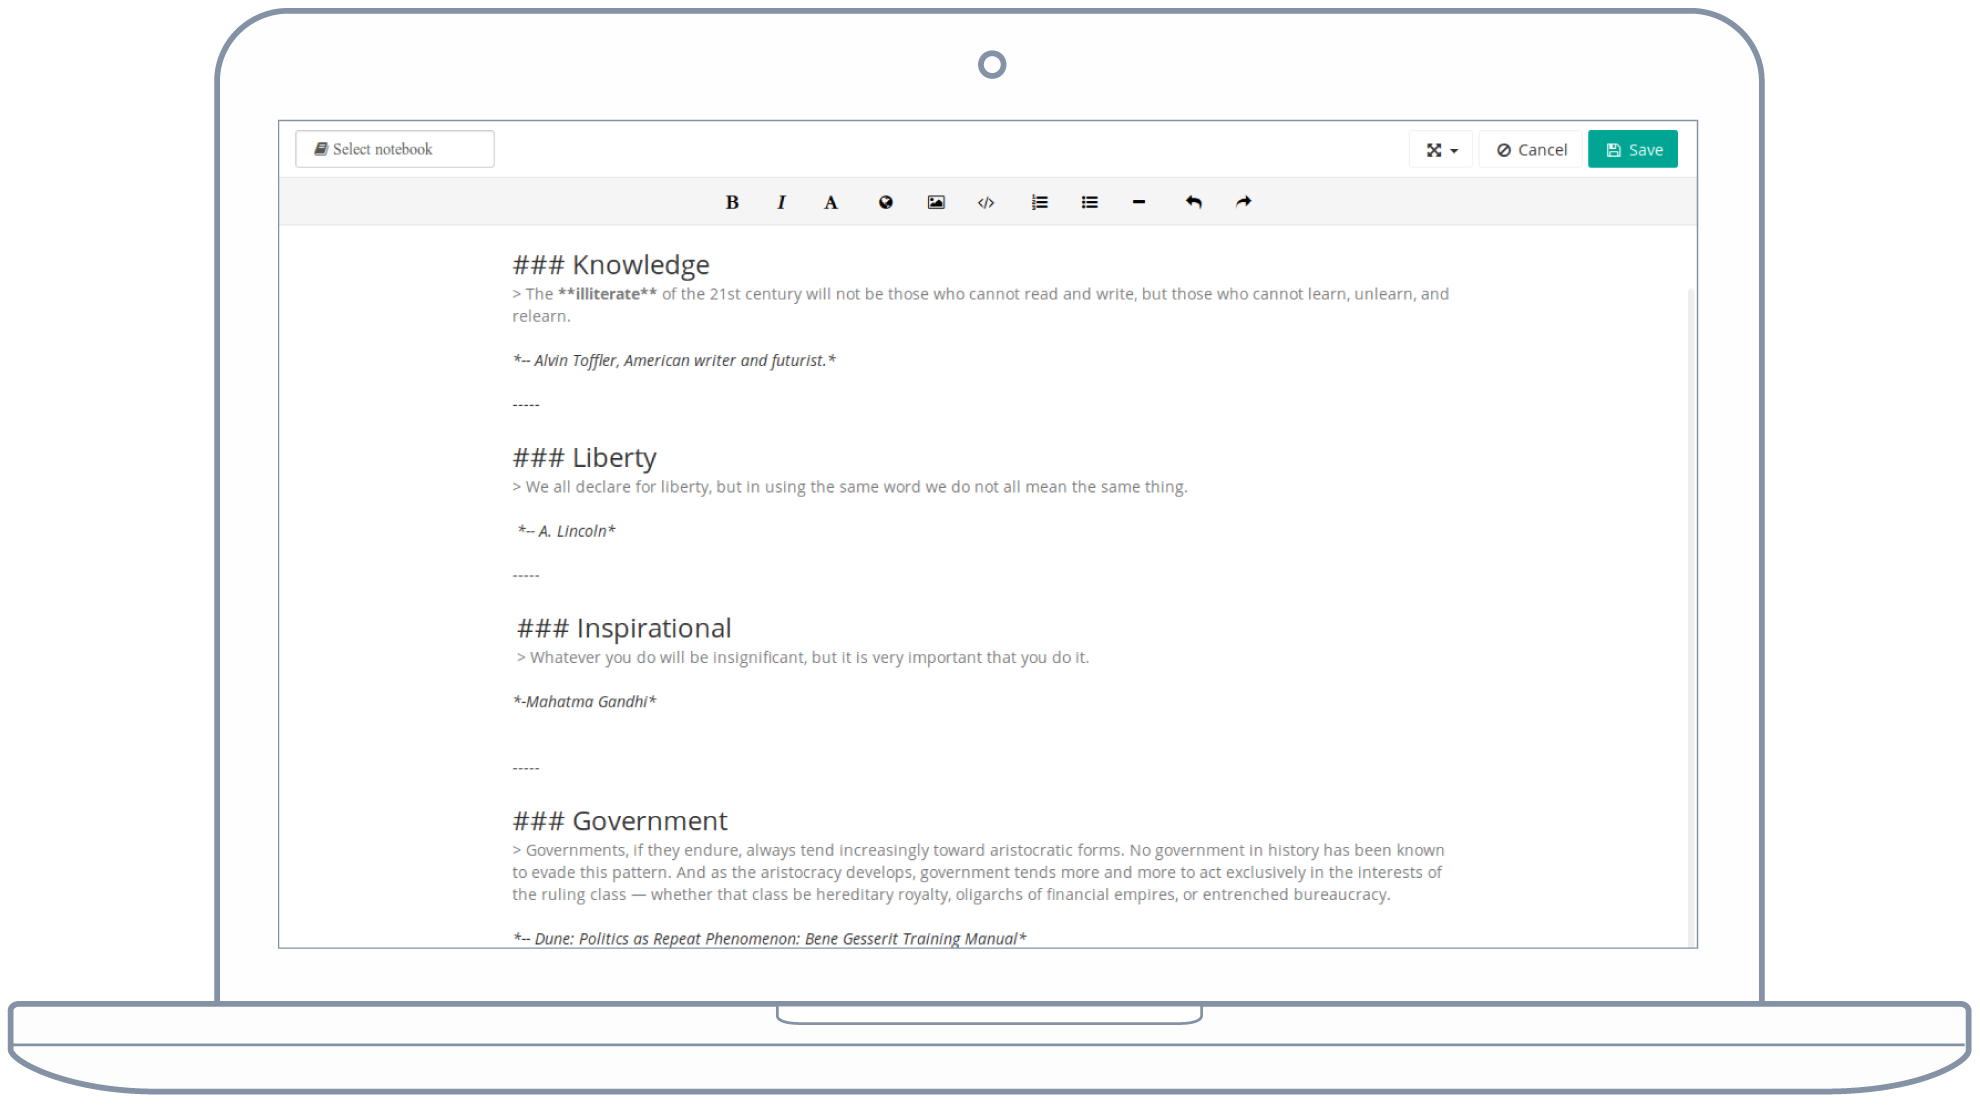 Select notebook
Cancel
Save
B I A </>
### Knowledge
> The **illiterate** of the 21st century will not be those who cannot read and write, but those who cannot learn, unlearn, and
relearn.
*-- Alvin Toffler, American writer and futurist.*
-----
### Liberty
> We all declare for liberty, but in using the same word we do not all mean the same thing.
*-- A. Lincoln*
-----
### Inspirational
> Whatever you do will be insignificant, but it is very important that you do it.
*-Mahatma Gandhi*
-----
### Government
> Governments, if they endure, always tend increasingly toward aristocratic forms. No government in history has been known
to evade this pattern. And as the aristocracy develops, government tends more and more to act exclusively in the interests of
the ruling class — whether that class be hereditary royalty, oligarchs of financial empires, or entrenched bureaucracy.
*-- Dune: Politics as Repeat Phenomenon: Bene Gesserit Training Manual*